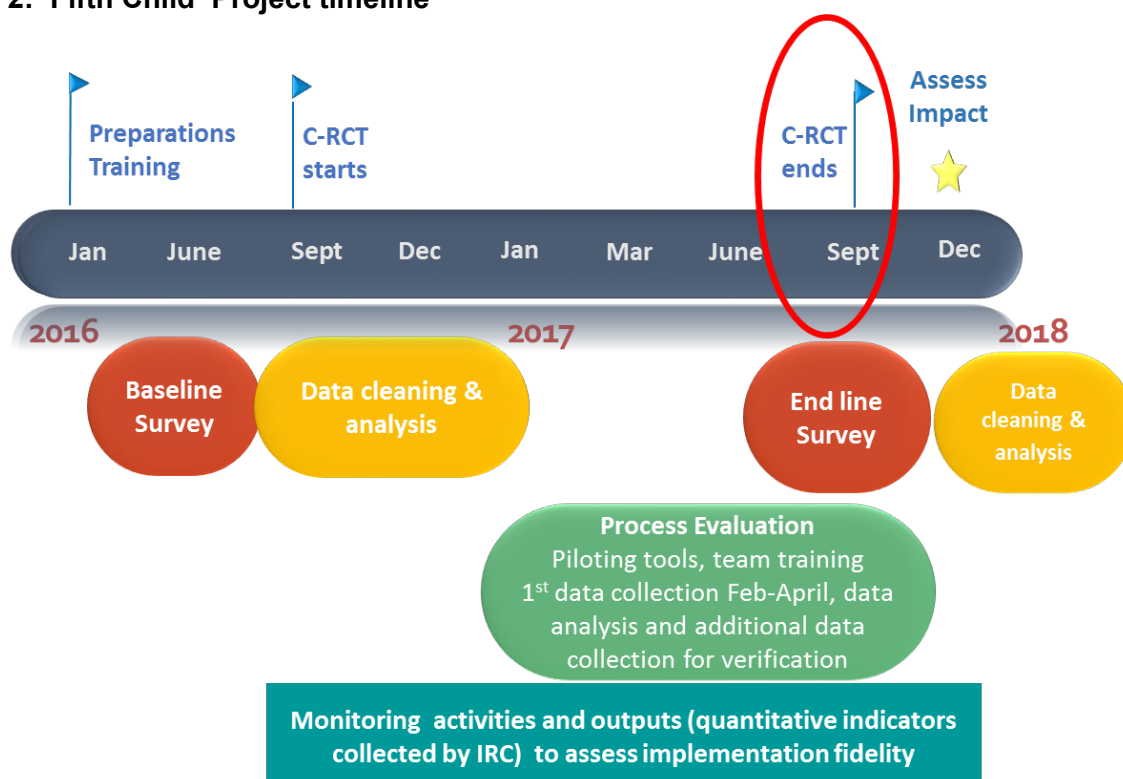 2. 'Fifth Child' Project timeline
Preparations
Training
C-RCT
starts
C-RCT
ends
Assess
Impact
Jan June Sept Dec Jan Mar June Sept Dec
2016 2017 2018
Baseline
Survey
Data cleaning &
analysis
End line
Survey
Data
cleaning &
analysis
Process Evaluation
Piloting tools, team training
1st data collection Feb-April, data
analysis and additional data
collection for verification
Monitoring activities and outputs (quantitative indicators
collected by IRC) to assess implementation fidelity